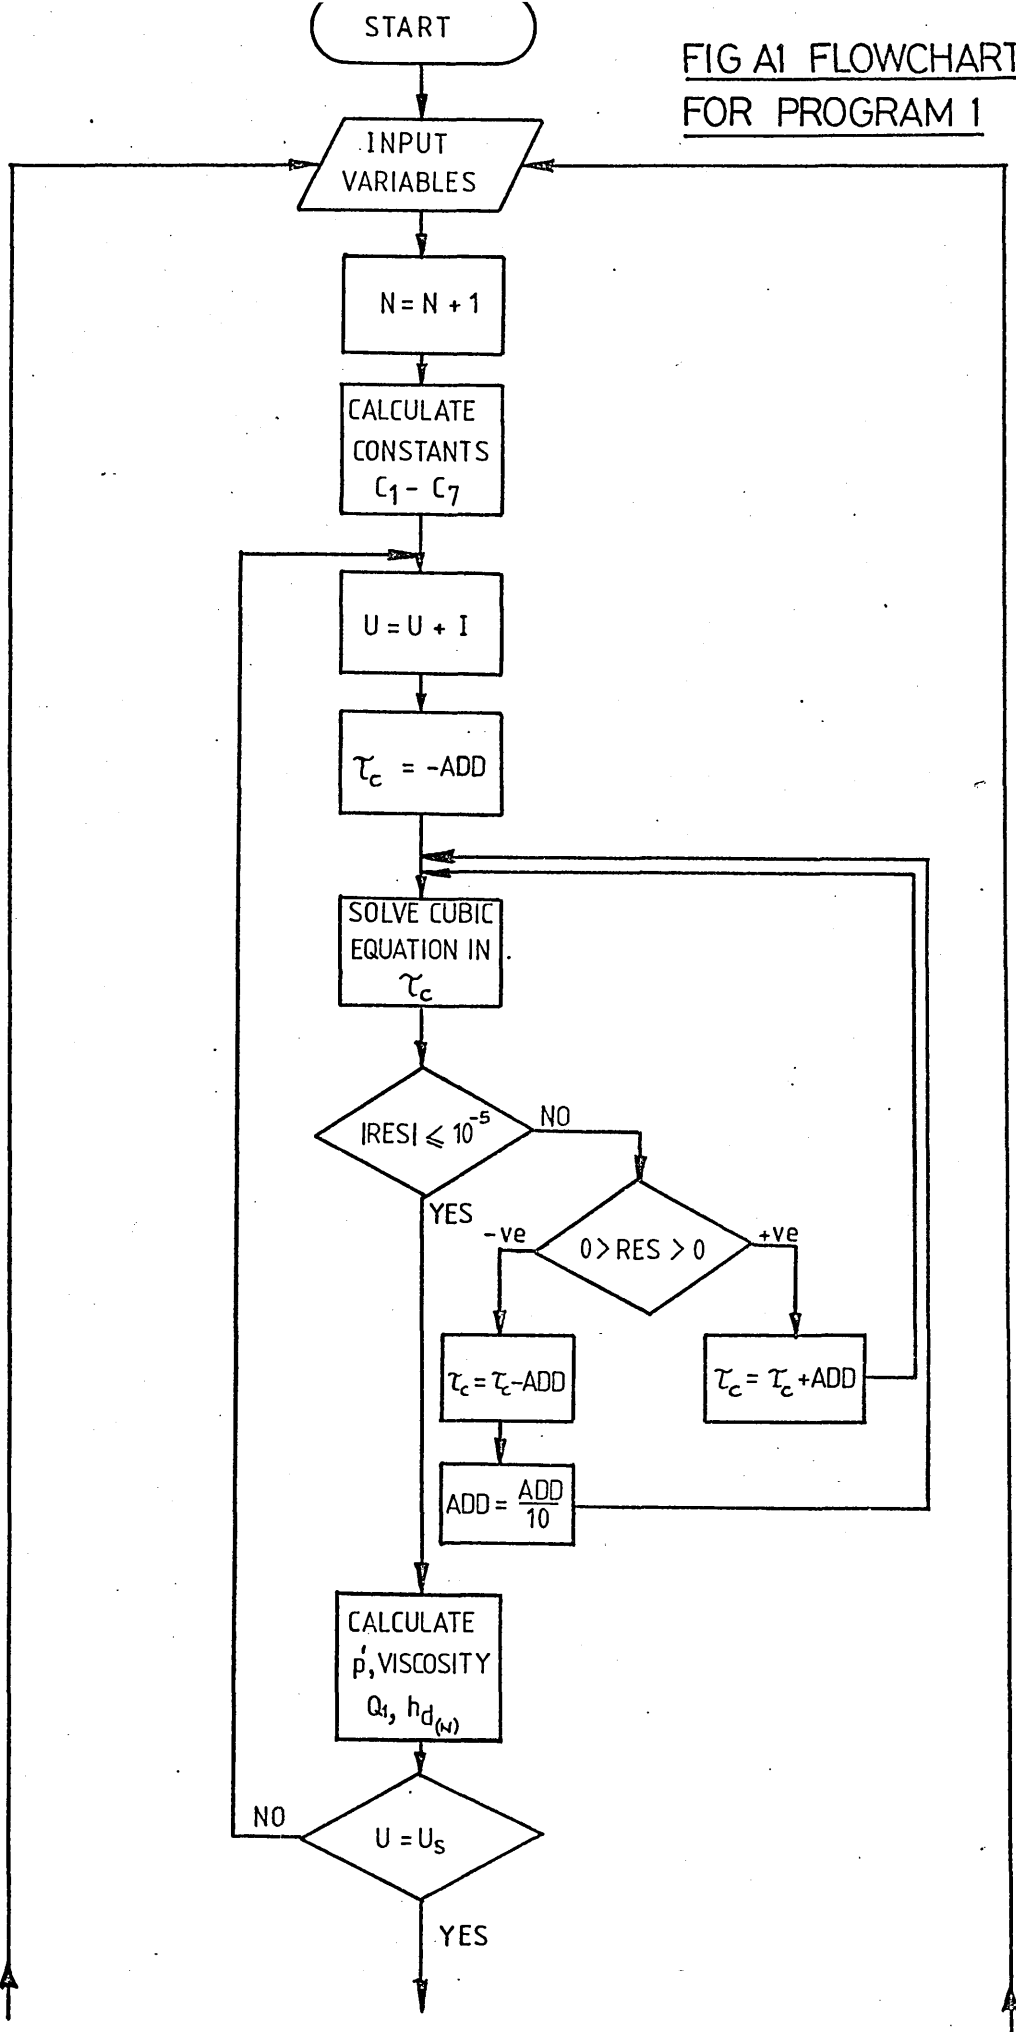 START
FIG A1 FLOWCHART
FOR PROGRAM 1
INPUT
VARIABLES
N = N + 1
CALCULATE
CONSTANTS
C₁ - C₇
U = U + I
τc = -ADD
SOLVE CUBIC
EQUATION IN
τc
|RES| ⩽ 10⁻⁵
NO
YES
-ve
0 > RES > 0
+ve
τc = τc-ADD
τc = τc+ADD
ADD = ADD/10
CALCULATE
p', VISCOSITY
Q₁, hd(N)
NO
U = Us
YES